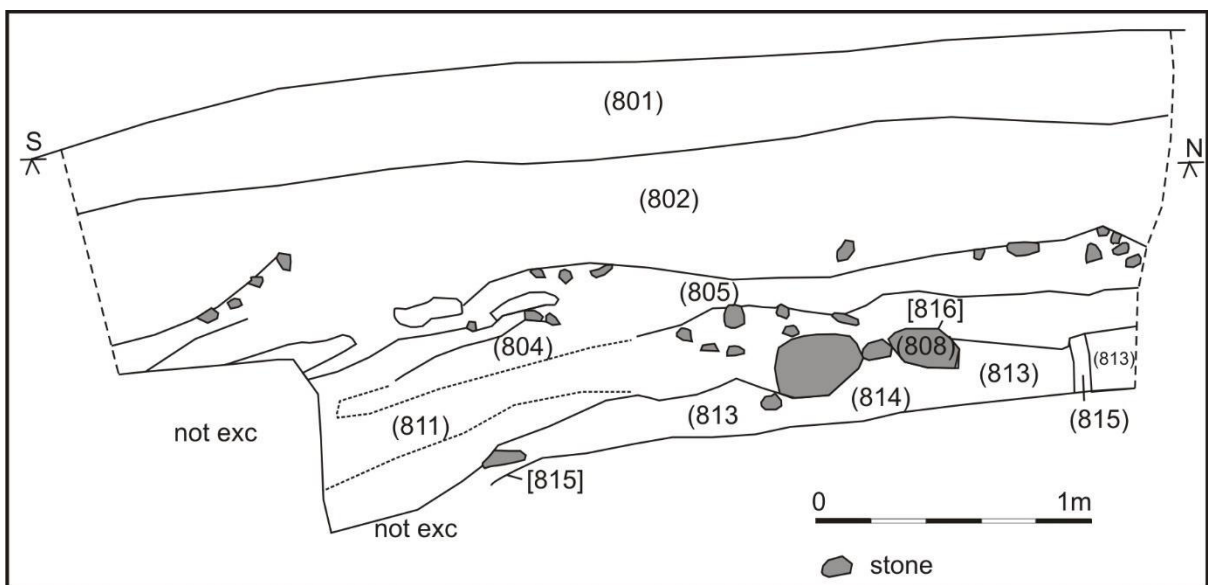 (801)
S
N
(802)
(805)
[816]
(804)
(808)
(813)
(813)
(811)
(813)
(814)
(815)
not exc
[815]
not exc
0 1m
stone